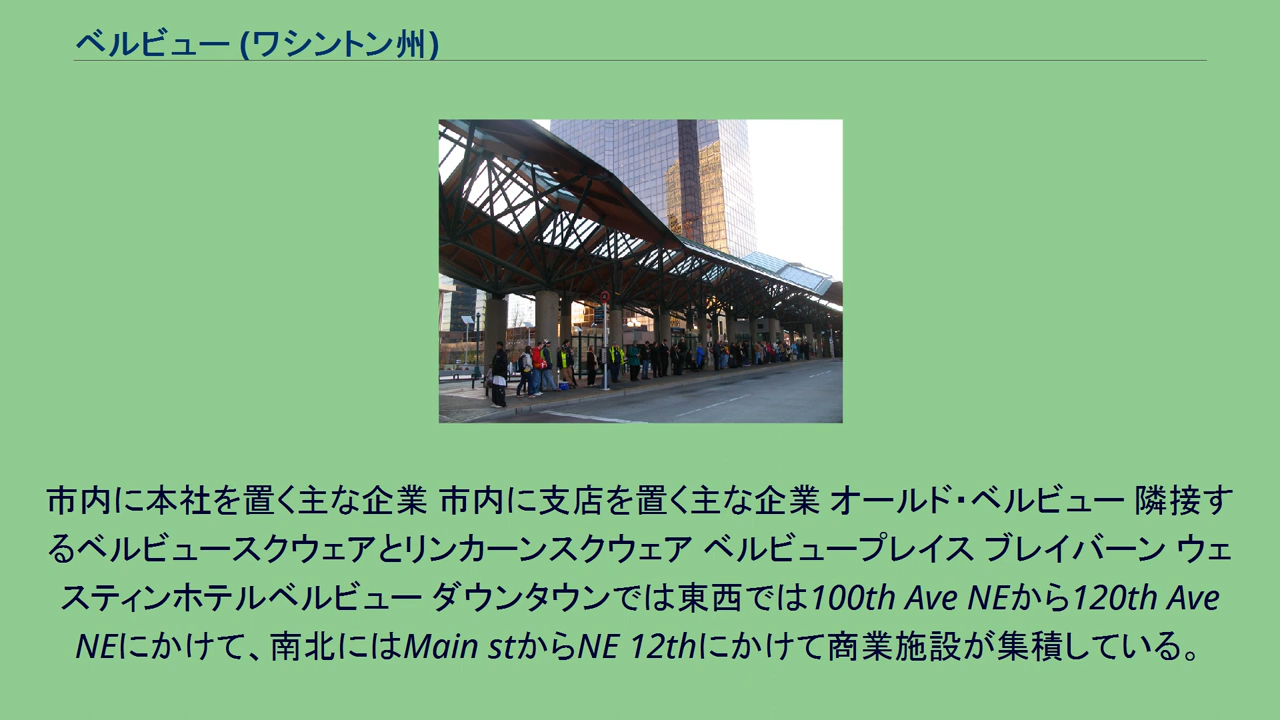 ベルビュー (ワシントン州)
市内に本社を置く主な企業 市内に支店を置く主な企業 オールド・ベルビュー 隣接す
るベルビュースクウェアとリンカーンスクウェア ベルビュープレイス ブレイバーン ウェ
スティンホテルベルビュー ダウンタウンでは東西では100th Ave NEから120th Ave
NEにかけて、南北にはMain stからNE 12thにかけて商業施設が集積している。